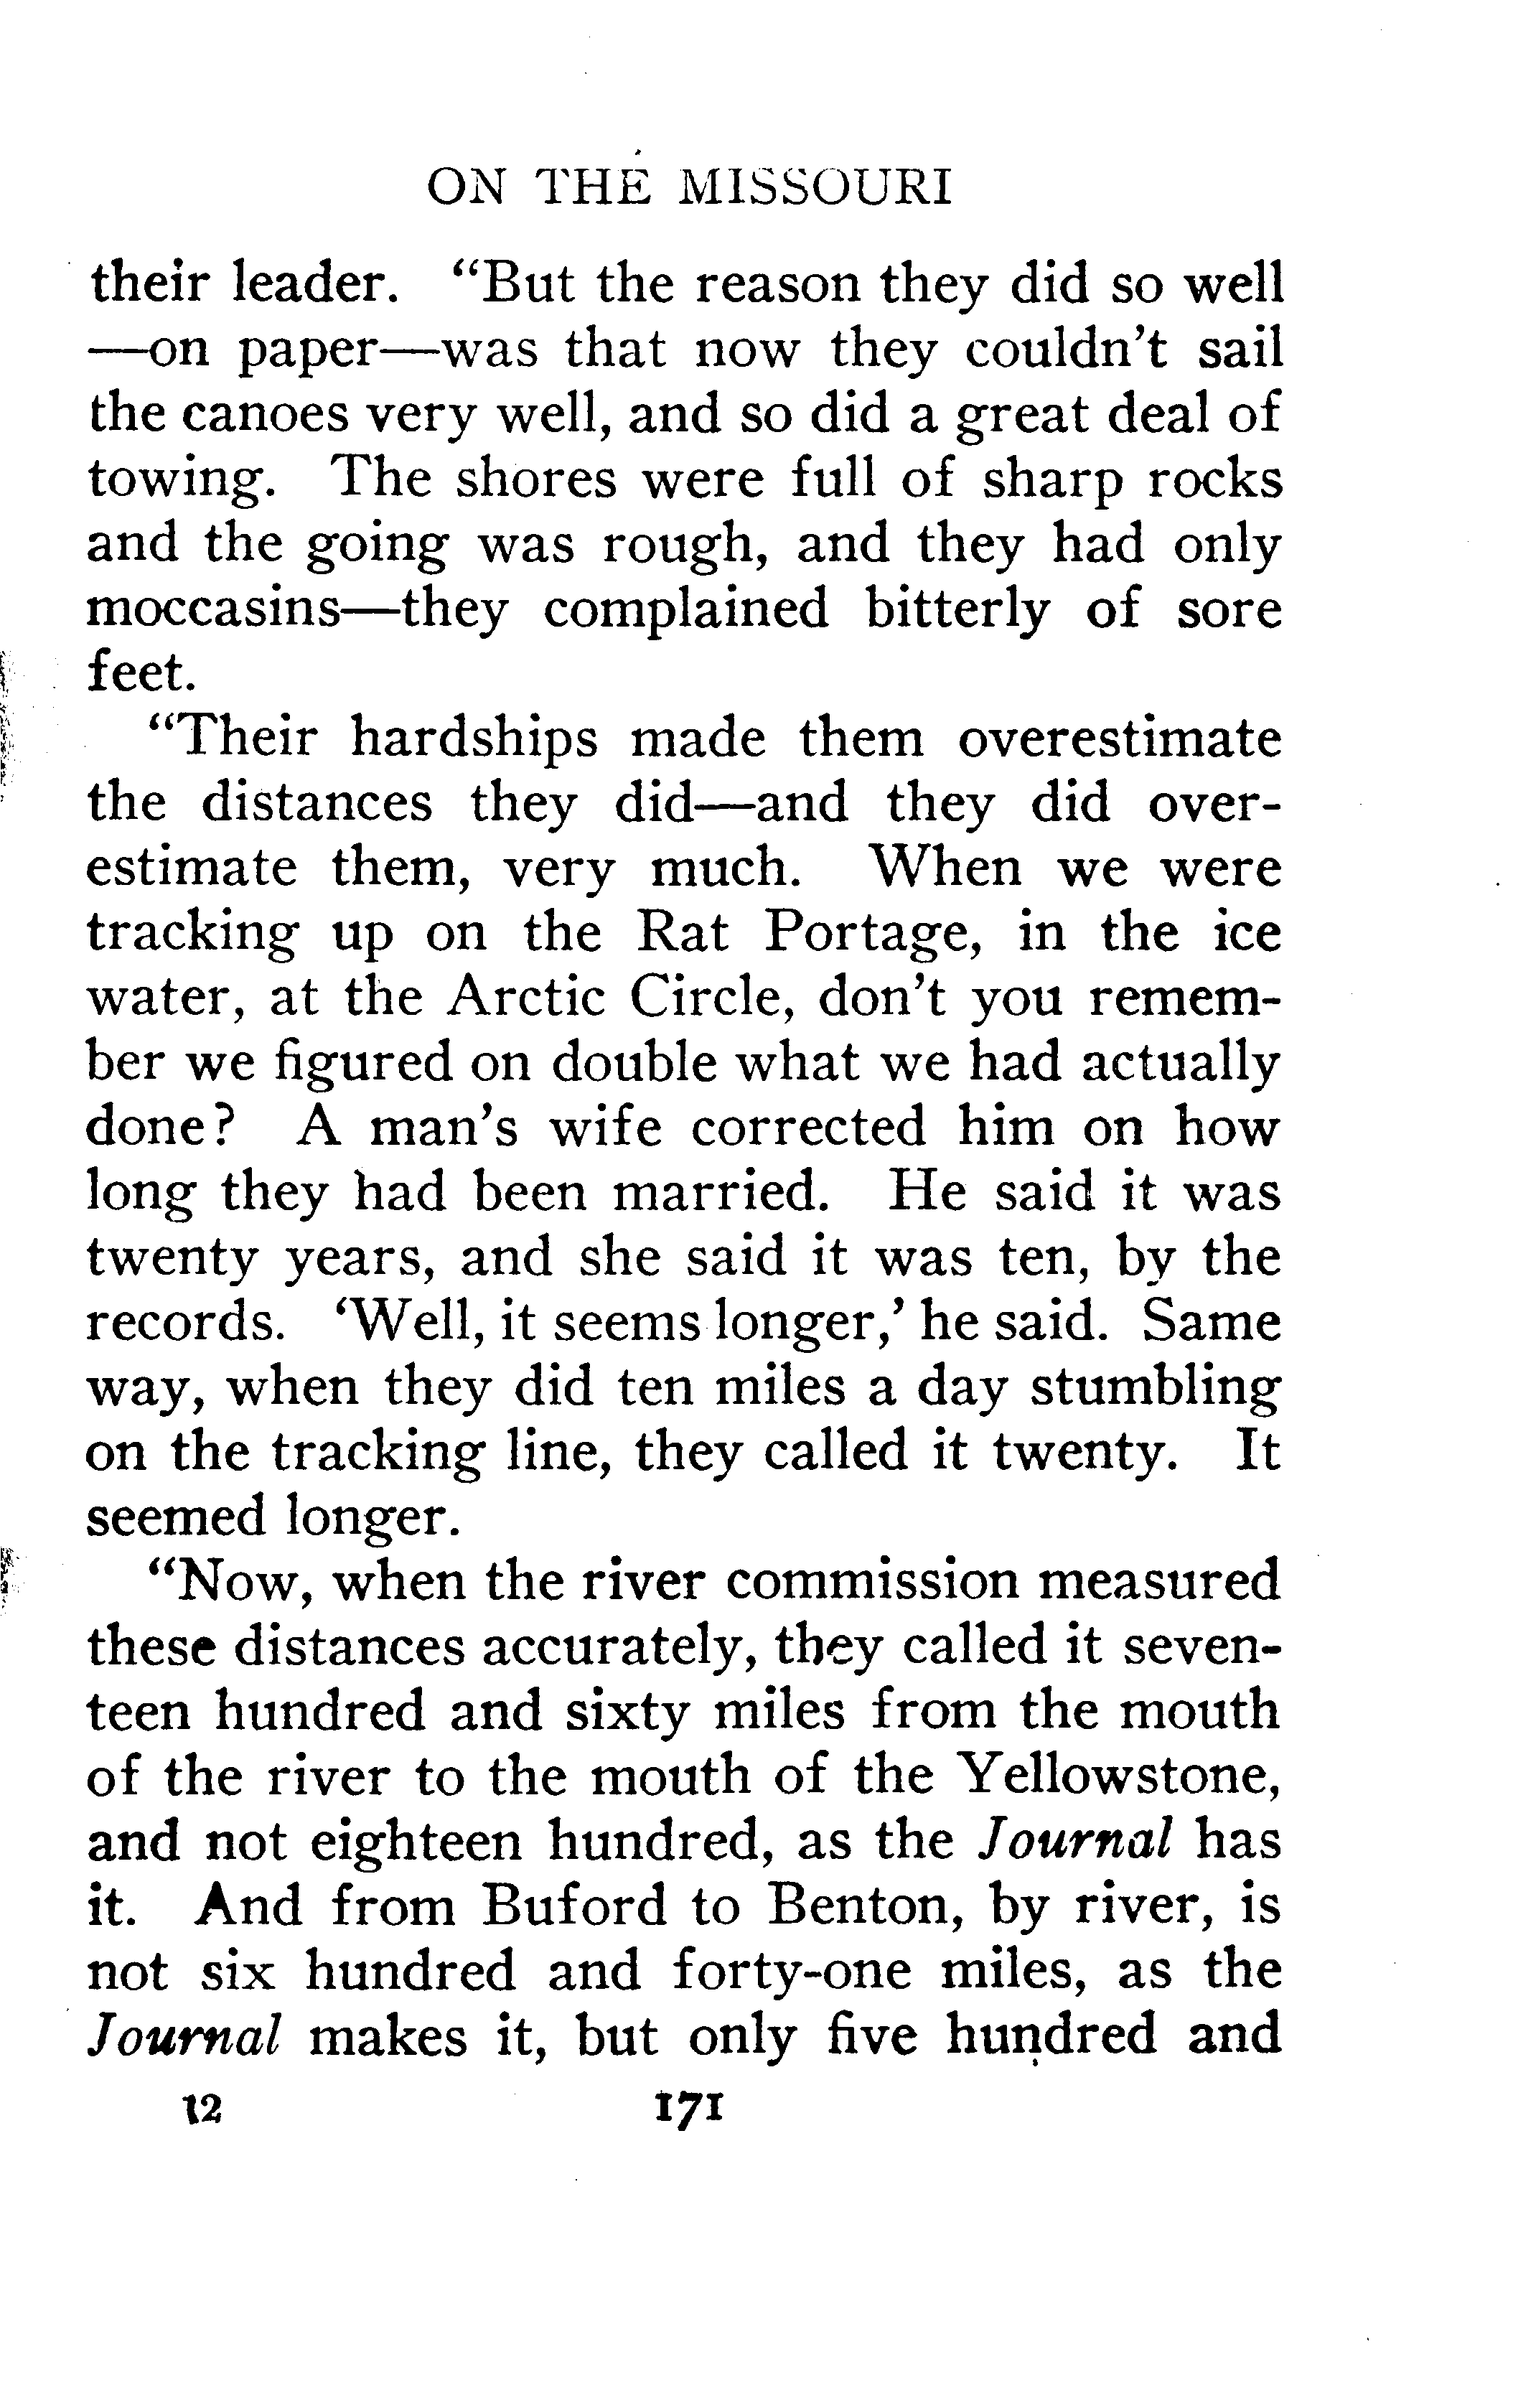 ON THE MISSOURI
their leader. "But the reason they did so well
—on paper—was that now they couldn't sail
the canoes very well, and so did a great deal of
towing. The shores were full of sharp rocks
and the going was rough, and they had only
moccasins—they complained bitterly of sore
feet.
"Their hardships made them overestimate
the distances they did—and they did over-
estimate them, very much. When we were
tracking up on the Rat Portage, in the ice
water, at the Arctic Circle, don't you remem-
ber we figured on double what we had actually
done? A man's wife corrected him on how
long they had been married. He said it was
twenty years, and she said it was ten, by the
records. 'Well, it seems longer,' he said. Same
way, when they did ten miles a day stumbling
on the tracking line, they called it twenty. It
seemed longer.
"Now, when the river commission measured
these distances accurately, they called it seven-
teen hundred and sixty miles from the mouth
of the river to the mouth of the Yellowstone,
and not eighteen hundred, as the Journal has
it. And from Buford to Benton, by river, is
not six hundred and forty-one miles, as the
Journal makes it, but only five hundred and
12 171